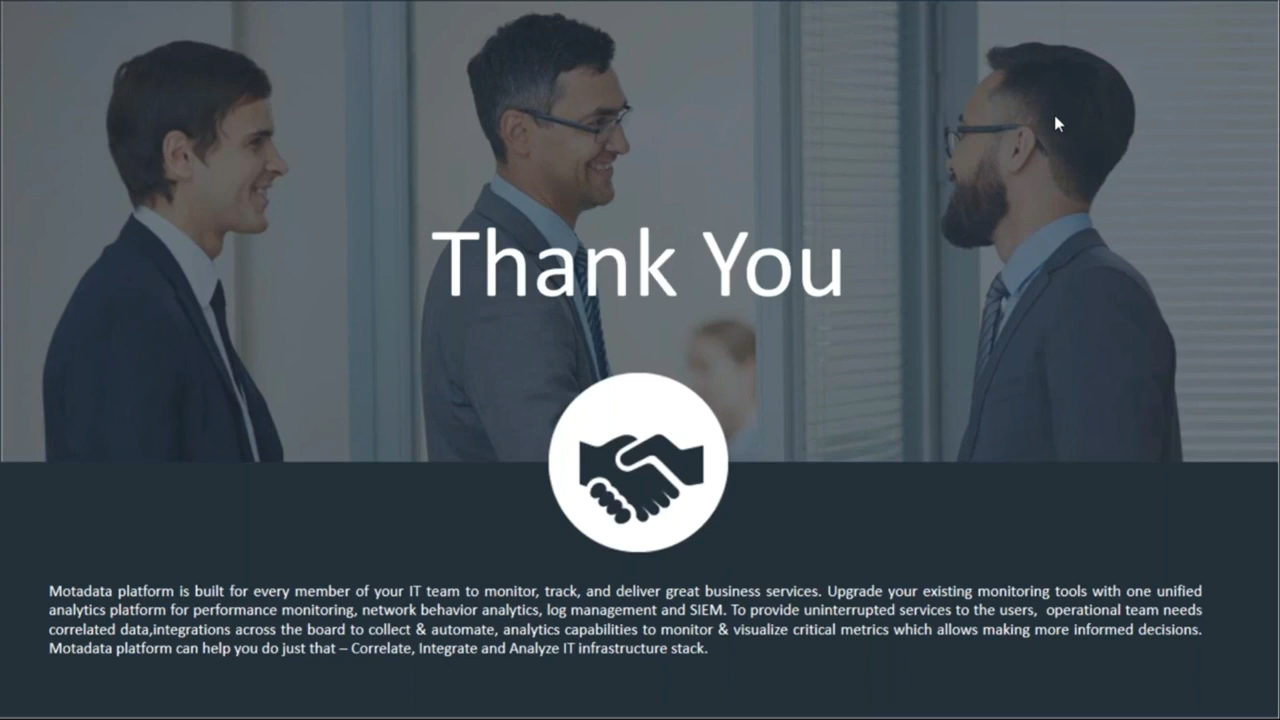 Thank You
Motadata platform is built for every member of your IT team to monitor, track, and deliver great business services. Upgrade your existing monitoring tools with one unified
analytics platform for performance monitoring, network behavior analytics, log management and SIEM. To provide uninterrupted services to the users,  operational team needs
correlated data,integrations across the board to collect & automate, analytics capabilities to monitor & visualize critical metrics which allows making more informed decisions.
Motadata platform can help you do just that – Correlate, Integrate and Analyze IT infrastructure stack.